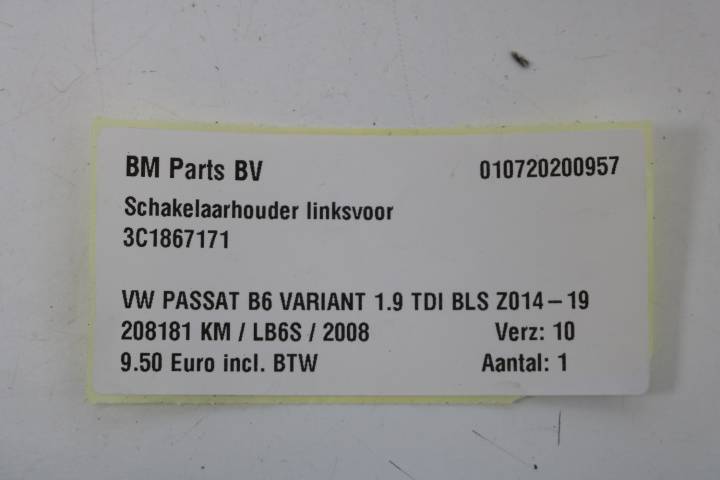 BM Parts BV 010720200957
Schakelaarhouder linksvoor
3C1867171
VW PASSAT B6 VARIANT 1.9 TDI BLS Z014-19
208181 KM / LB6S / 2008 Verz: 10
9.50 Euro incl. BTW Aantal: 1